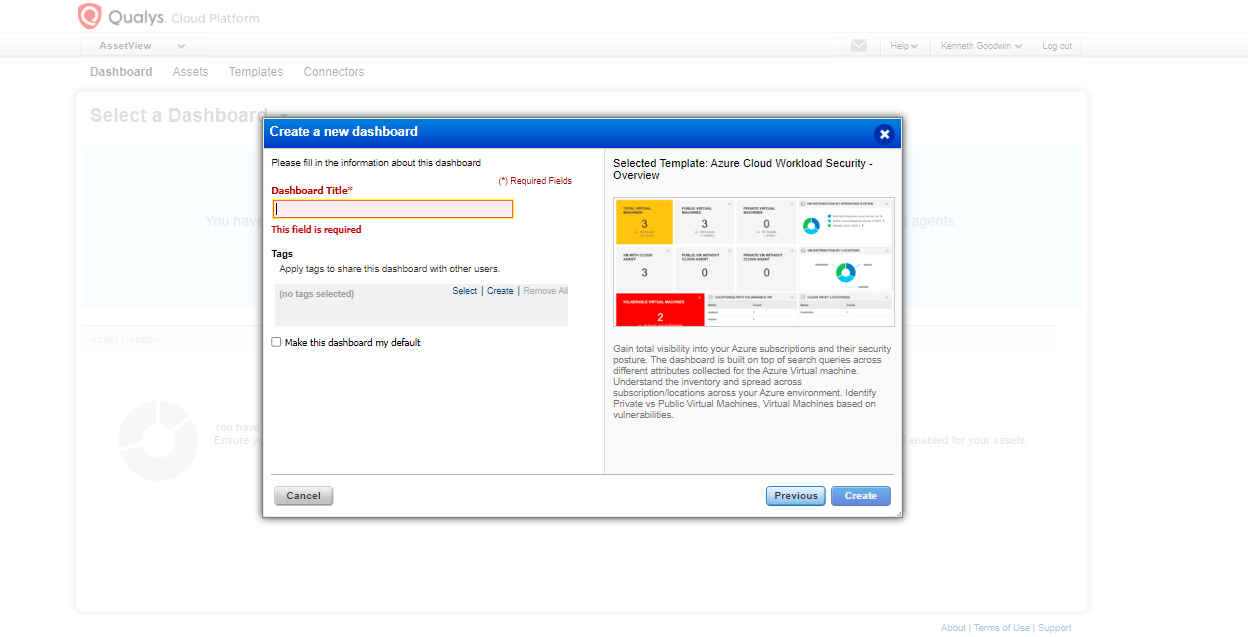 Qualys. Cloud Platform
AssetView
Help
Kenneth Goodwin
Log out
Dashboard
Assets
Templates
Connectors
Select a Dashboard
Create a new dashboard
Please fill in the information about this dashboard
(*) Required Fields
Dashboard Title*
This field is required
Tags
Apply tags to share this dashboard with other users.
(no tags selected)
Select | Create | Remove All
Make this dashboard my default
Selected Template: Azure Cloud Workload Security -
Overview
TOTAL VIRTUAL
MACHINES
3
PUBLIC VIRTUAL
MACHINES
3
PRIVATE VIRTUAL
MACHINES
0
VM DISTRIBUTION BY OPERATING SYSTEM
VM WITH CLOUD
AGENT
3
PUBLIC VM WITHOUT
CLOUD AGENT
0
PRIVATE VM WITHOUT
CLOUD AGENT
0
VM DISTRIBUTION BY LOCATIONS
VULNERABLE VIRTUAL MACHINES
2
LOCATION(S) WITH VULNERABLE VM
Name
Count
Name
Count
Gain total visibility into your Azure subscriptions and their security
posture. The dashboard is built on top of search queries across
different attributes collected for the Azure Virtual machine.
Understand the inventory and spread across
subscription/locations across your Azure environment. Identify
Private vs Public Virtual Machines, Virtual Machines based on
vulnerabilities.
Cancel
Previous
Create
You have
agents.
Asset Catalog
You have
Ensure
enabled for your assets.
About | Terms of Use | Support